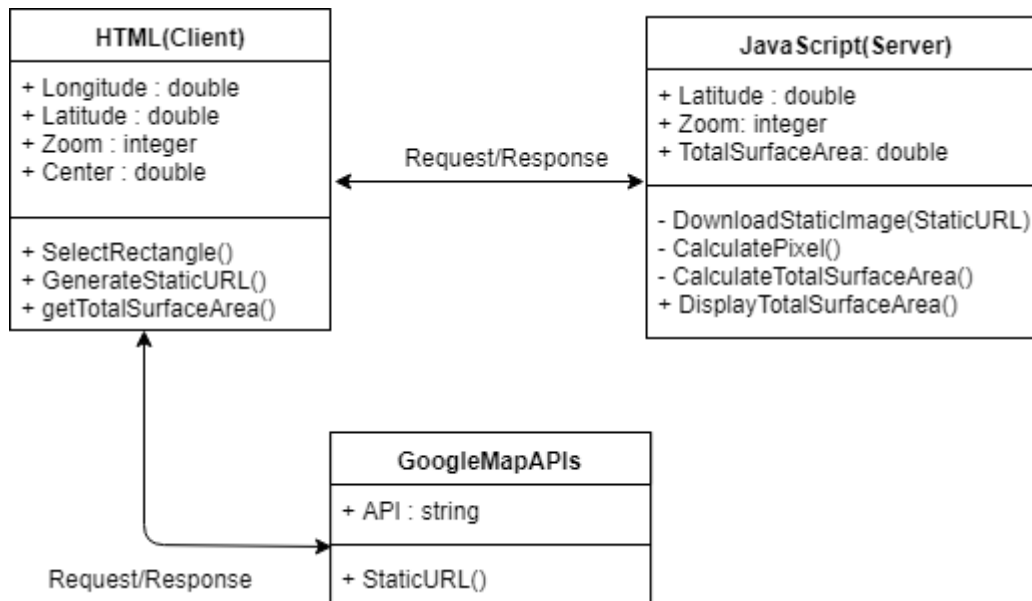 HTML(Client)
+ Longitude : double
+ Latitude : double
+ Zoom : integer
+ Center : double
+ SelectRectangle()
+ GenerateStaticURL()
+ getTotalSurfaceArea()
Request/Response
JavaScript(Server)
+ Latitude : double
+ Zoom: integer
+ TotalSurfaceArea: double
- DownloadStaticImage(StaticURL)
- CalculatePixel()
- CalculateTotalSurfaceArea()
+ DisplayTotalSurfaceArea()
GoogleMapAPIs
+ API : string
+ StaticURL()
Request/Response